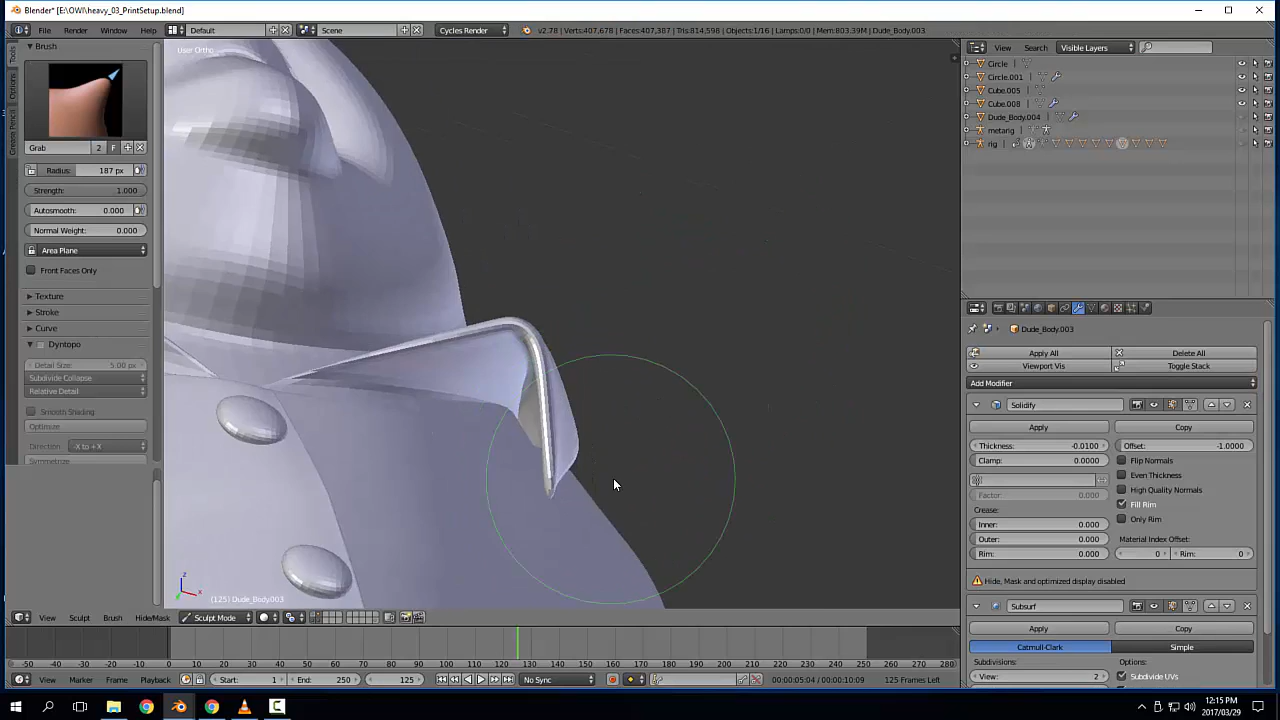 Blender* [E:\OWI\heavy_03_PrintSetup.blend]
File Render Window Help Default Scene Cycles Render v2.78 | Verts:407,678 | Faces:407,387 | Tris:814,598 | Objects:1/16 | Lamps:0/0 | Mem:803.39M | Dude_Body.003
Brush
Grab 2 F
Radius: 187 px
Strength: 1.000
Autosmooth: 0.000
Normal Weight: 0.000
Area Plane
Front Faces Only
Texture
Stroke
Curve
Dyntopo
Detail Size: 5.00 px
Subdivide Collapse
Relative Detail
Smooth Shading
Optimize
Direction: -X to +X
Symmetrize
Tools
Options
Grease Pencil
User Ortho
(125) Dude_Body.003
View Sculpt Brush Hide/Mask Sculpt Mode
View Search Visible Layers
Circle
Circle.001
Cube.005
Cube.008
Dude_Body.004
metarig
rig
Dude_Body.003
Apply All Delete All
Viewport Vis Toggle Stack
Add Modifier
Solidify
Apply Copy
Thickness: -0.0100 Offset: -1.0000
Clamp: 0.0000 Flip Normals
Even Thickness
Factor: 0.000 High Quality Normals
Crease: Fill Rim
Inner: 0.000 Only Rim
Outer: 0.000 Material Index Offset:
Rim: 0.000 0 Rim: 0
Hide, Mask and optimized display disabled
Subsurf
Apply Copy
Catmull-Clark Simple
Subdivisions: Options:
View: 2 Subdivide UVs
-50 -40 -30 -20 -10 0 10 20 30 40 50 60 70 80 90 100 110 120 130 140 150 160 170 180 190 200 210 220 230 240 250 260 270 280
View Marker Frame Playback Start: 1 End: 250 125 No Sync 00:00:05:04 / 00:00:10:09 125 Frames Left
12:15 PM
2017/03/29